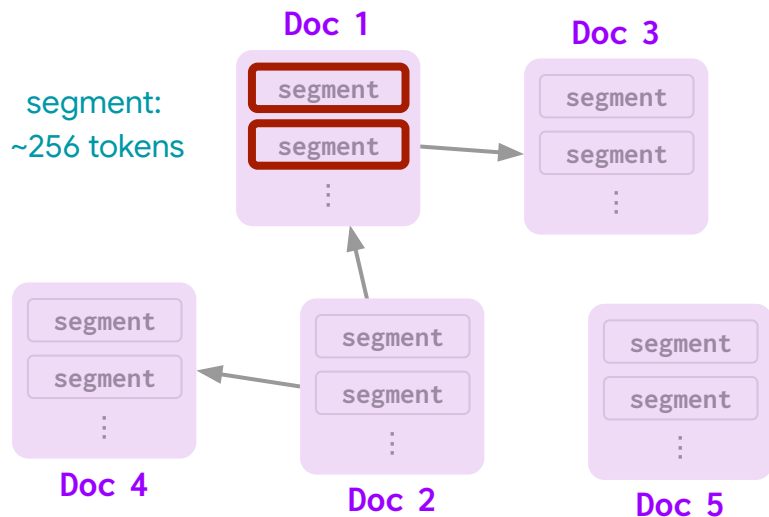 Doc 1
segment
segment
⋮
Doc 3
segment
segment
⋮
segment:
~256 tokens
segment
segment
⋮
Doc 4
segment
segment
⋮
Doc 2
segment
segment
⋮
Doc 5